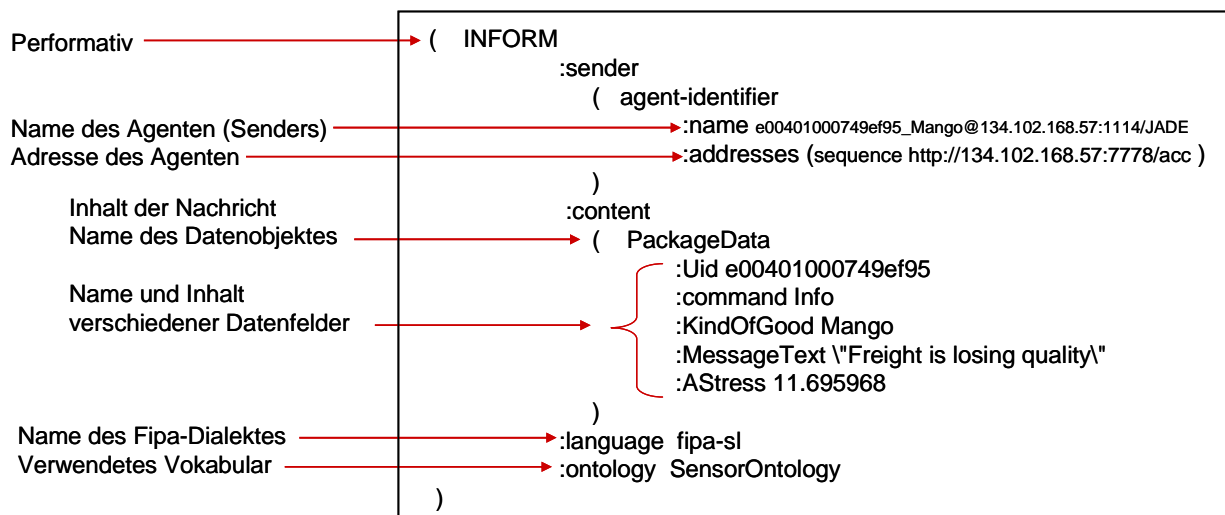 Performativ ( INFORM
:sender
( agent-identifier
Name des Agenten (Senders) :name e00401000749ef95_Mango@134.102.168.57:1114/JADE
Adresse des Agenten :addresses (sequence http://134.102.168.57:7778/acc )
)
Inhalt der Nachricht :content
Name des Datenobjektes ( PackageData
:Uid e00401000749ef95
Name und Inhalt :command Info
verschiedener Datenfelder :KindOfGood Mango
:MessageText \"Freight is losing quality\"
:AStress 11.695968
)
Name des Fipa-Dialektes :language fipa-sl
Verwendetes Vokabular :ontology SensorOntology
)